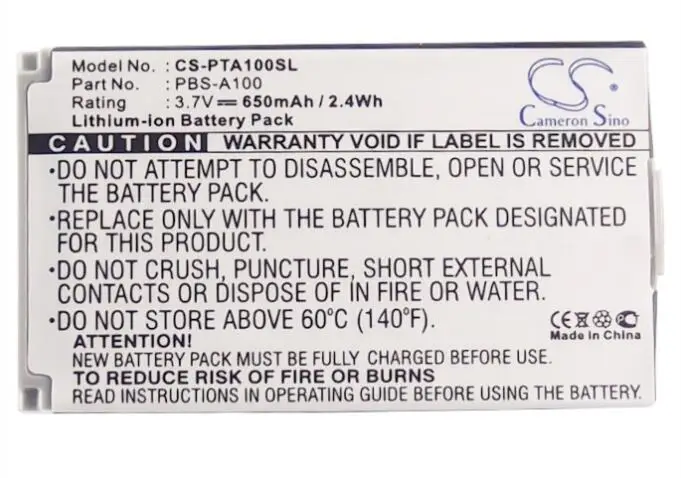 Model No. : CS-PTA100SL
Part No. : PBS-A100
Rating : 3.7V ⎓ 650mAh / 2.4Wh
Lithium-ion Battery Pack
CS
Cameron Sino
CAUTION WARRANTY VOID IF LABEL IS REMOVED
•DO NOT ATTEMPT TO DISASSEMBLE, OPEN OR SERVICE
THE BATTERY PACK.
•REPLACE ONLY WITH THE BATTERY PACK DESIGNATED
FOR THIS PRODUCT.
•DO NOT CRUSH, PUNCTURE, SHORT EXTERNAL
CONTACTS OR DISPOSE OF IN FIRE OR WATER.
•DO NOT STORE ABOVE 60°C (140°F).
CE
Made in China
ATTENTION!
NEW BATTERY PACK MUST BE FULLY CHARGED BEFORE USE.
TO REDUCE RISK OF FIRE OR BURNS
READ SAFETY PRECAUTIONS IN OPERATING GUIDE BEFORE USING THE BATTERY.